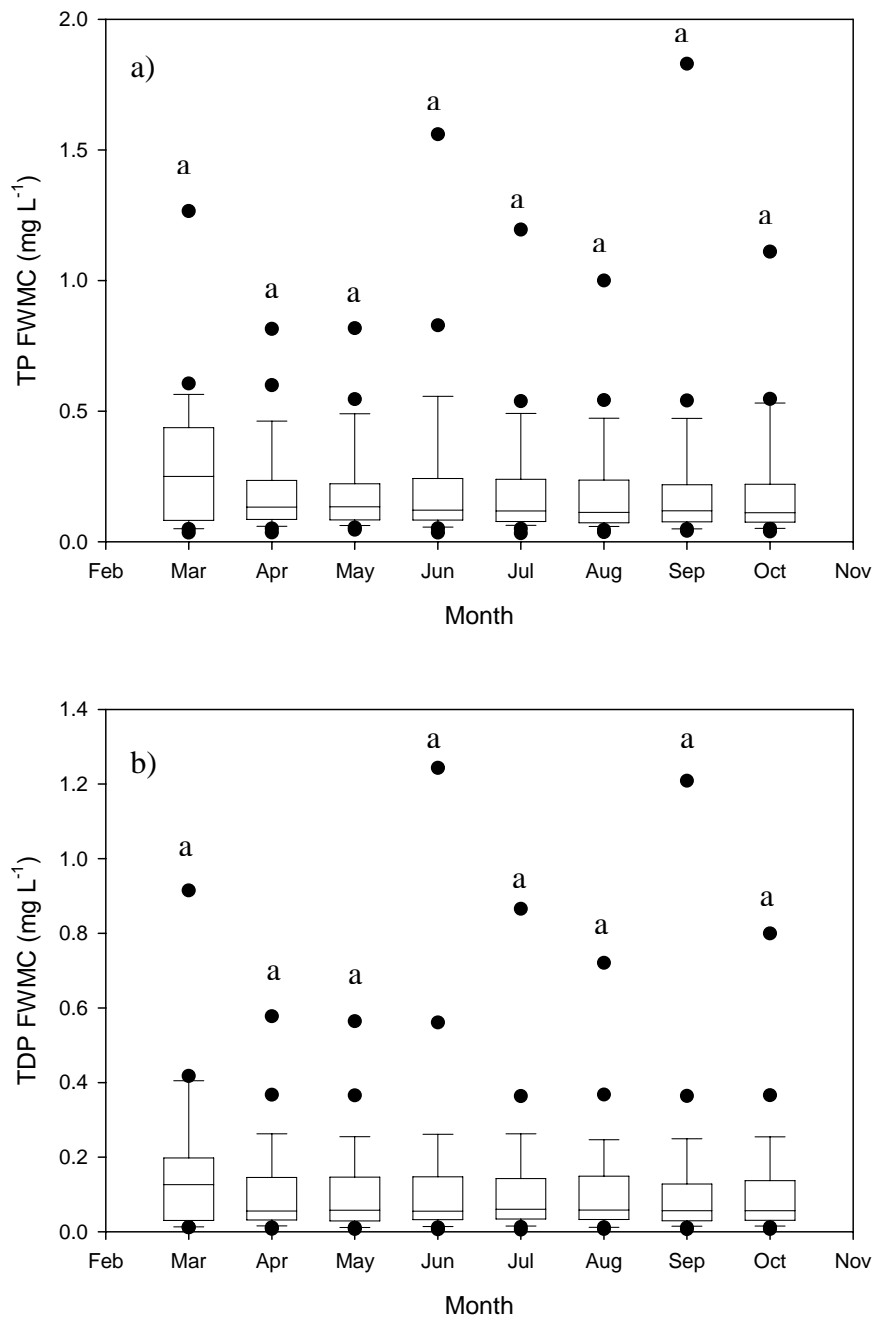 2.0
a
a)
a
a
1.5
a
a
a
a
a
1.0
0.5
0.0
TP FWMC (mg L⁻¹)
Feb Mar Apr May Jun Jul Aug Sep Oct Nov
Month
1.4
b)
a
a
1.2
a
1.0
a
a
0.8
a
a
a
0.6
0.4
0.2
0.0
TDP FWMC (mg L⁻¹)
Feb Mar Apr May Jun Jul Aug Sep Oct Nov
Month